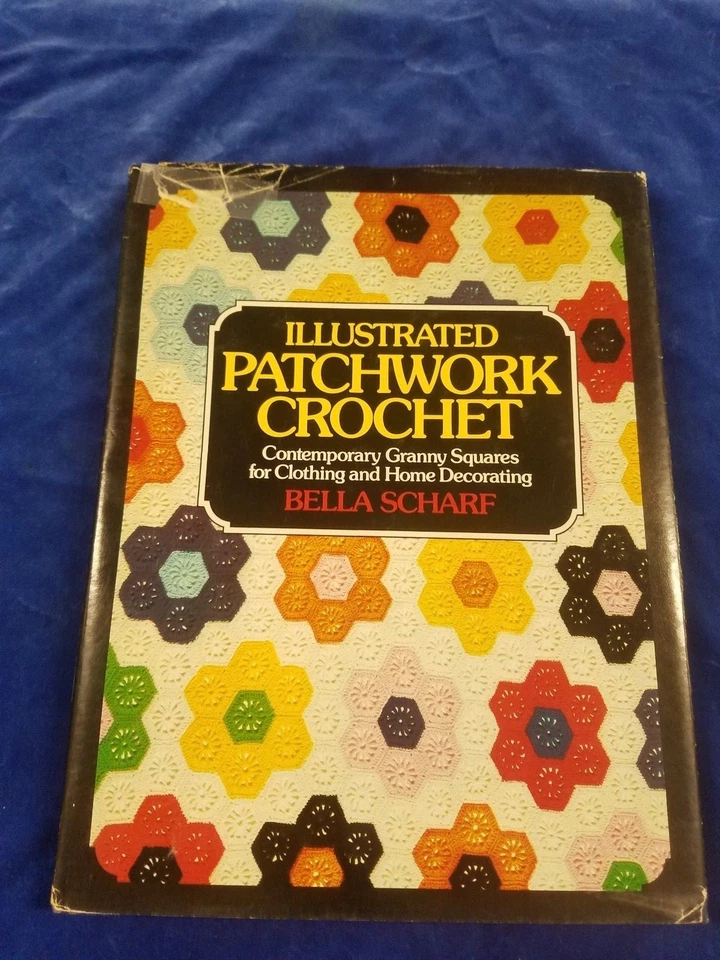 ILLUSTRATED
PATCHWORK
CROCHET
Contemporary Granny Squares
for Clothing and Home Decorating
BELLA SCHARF